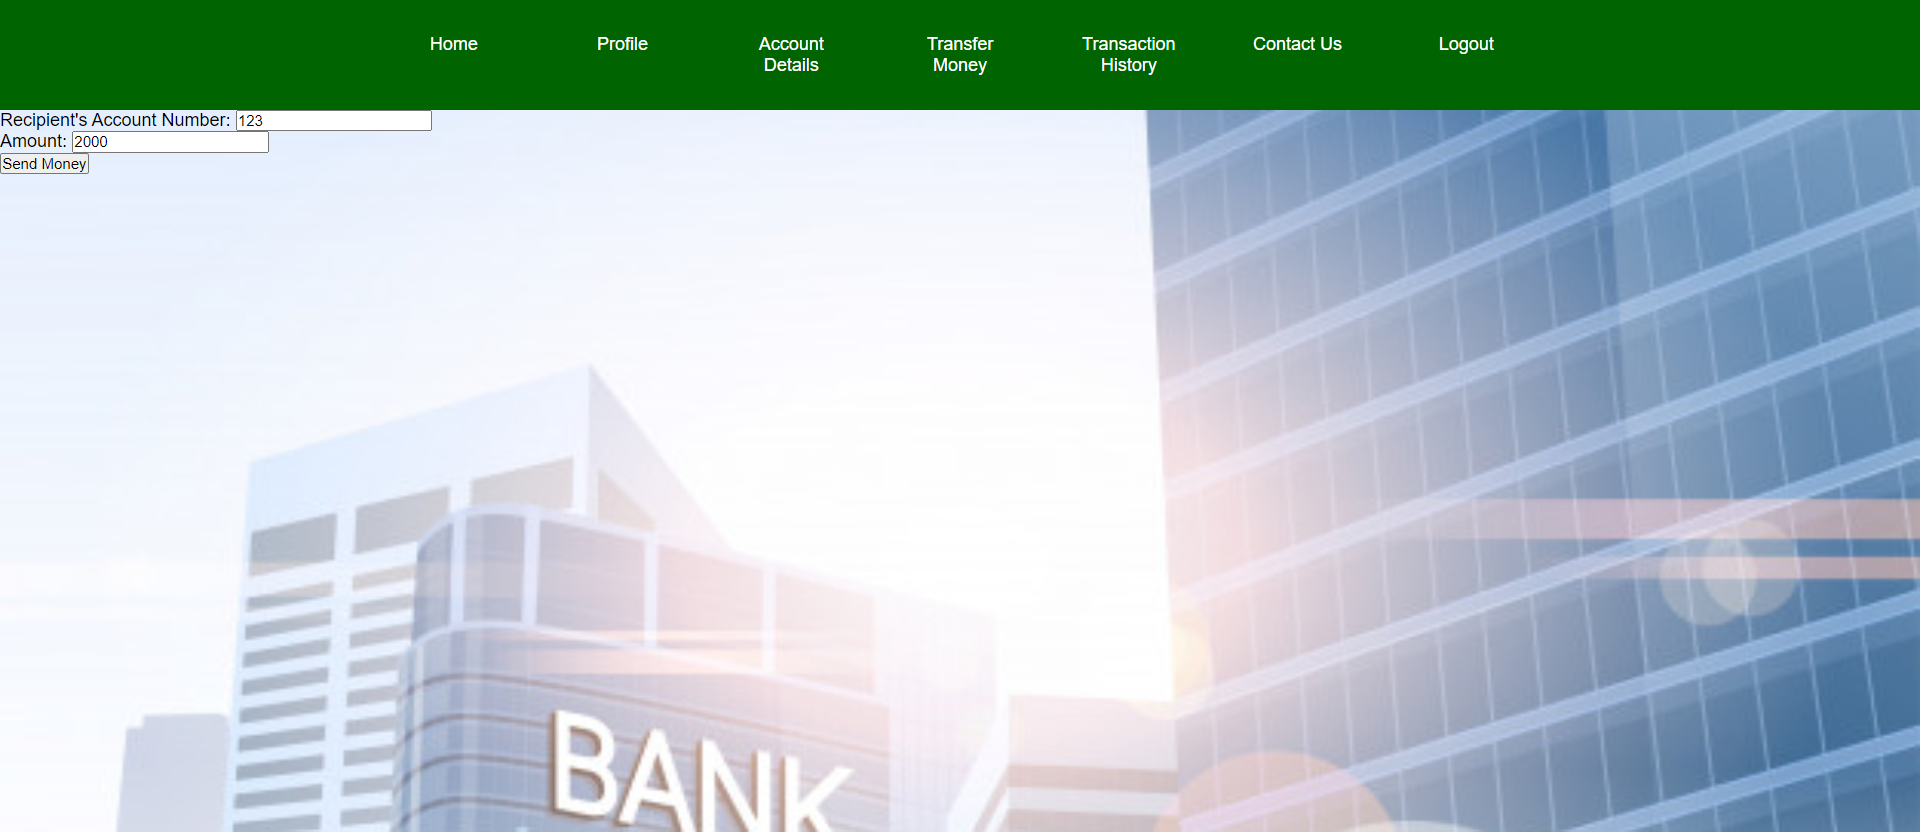 Home
Profile
Account
Details
Transfer
Money
Transaction
History
Contact Us
Logout
Recipient's Account Number: 123
Amount: 2000
Send Money
BANK